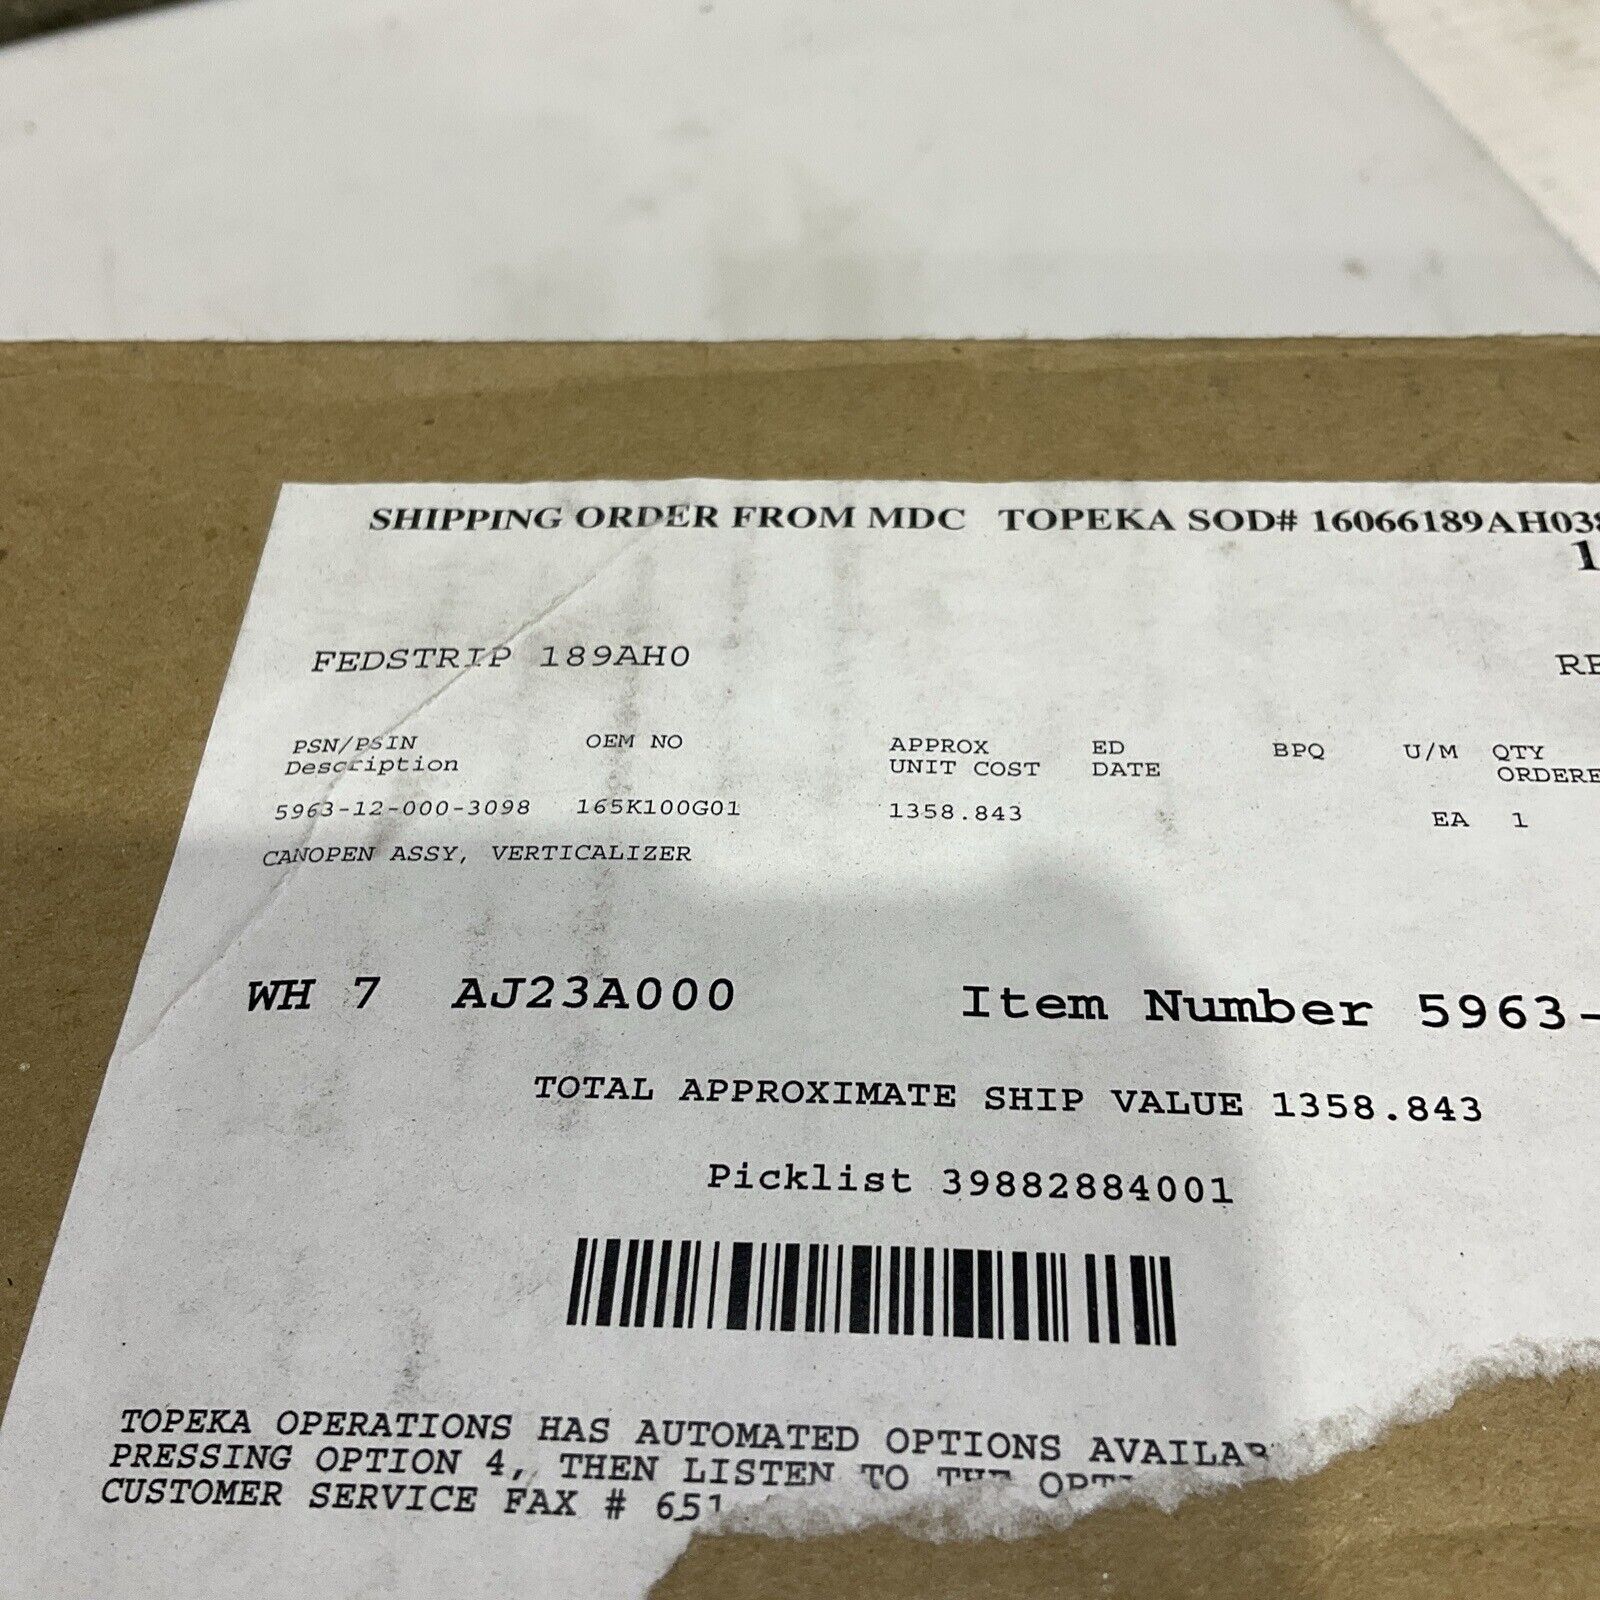 SHIPPING ORDER FROM MDC TOPEKA SOD# 16066189AH038
1
FEDSTRIP 189AH0 RE
PSN/PSIN OEM NO APPROX ED BPQ U/M QTY
Description UNIT COST DATE ORDERE
5963-12-000-3098 165K100G01 1358.843 EA 1
CANOPEN ASSY, VERTICALIZER
WH 7 AJ23A000 Item Number 5963-
TOTAL APPROXIMATE SHIP VALUE 1358.843
Picklist 39882884001
TOPEKA OPERATIONS HAS AUTOMATED OPTIONS AVAILAB
PRESSING OPTION 4, THEN LISTEN TO THE OPT
CUSTOMER SERVICE FAX # 651